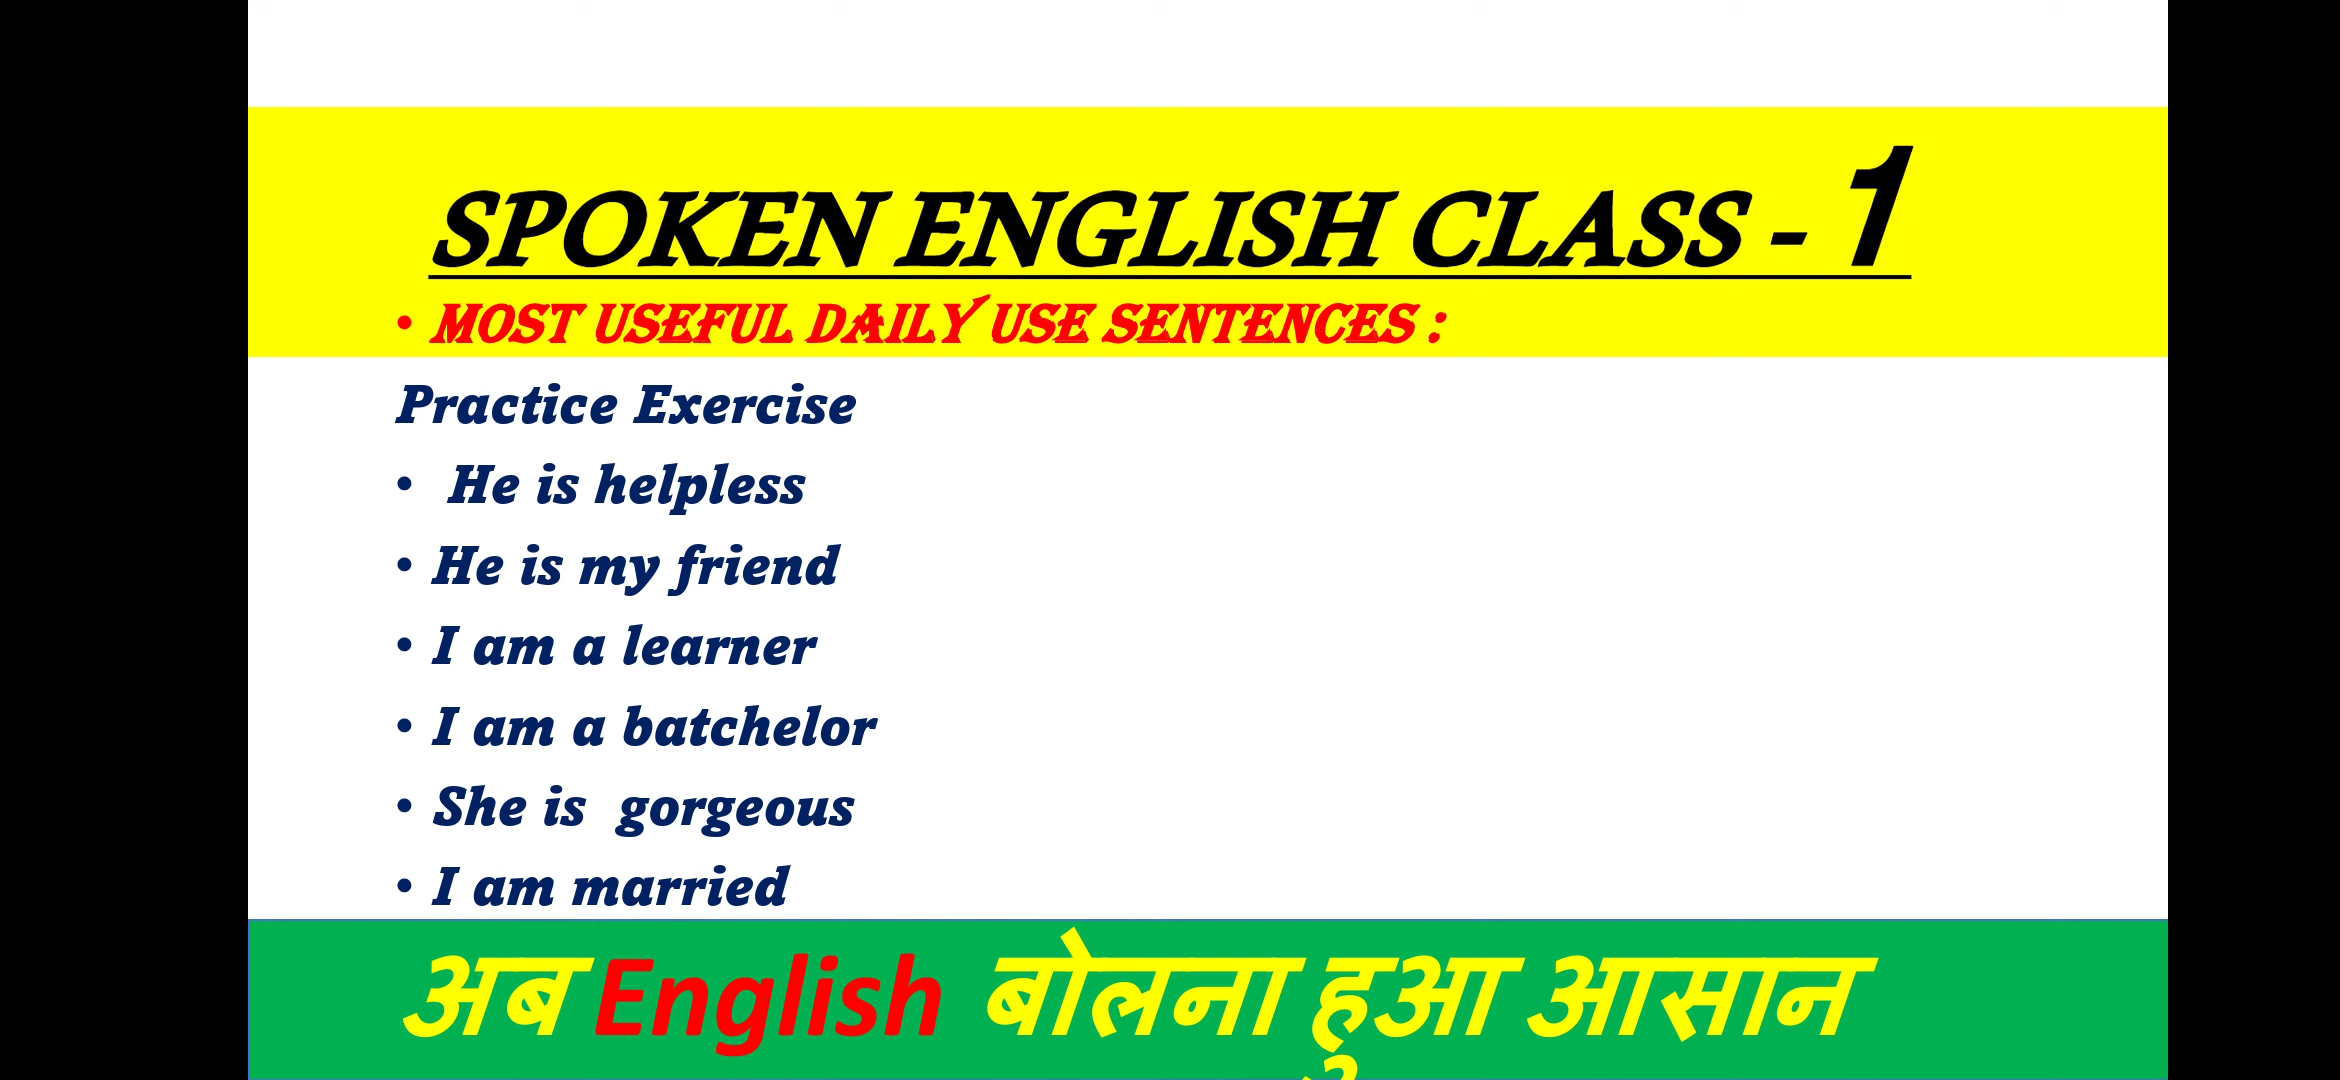 SPOKEN ENGLISH CLASS - 1
• MOST USEFUL DAILY USE SENTENCES :
Practice Exercise
• He is helpless
• He is my friend
• I am a learner
• I am a batchelor
• She is gorgeous
• I am married
अब English बोलना हुआ आसान